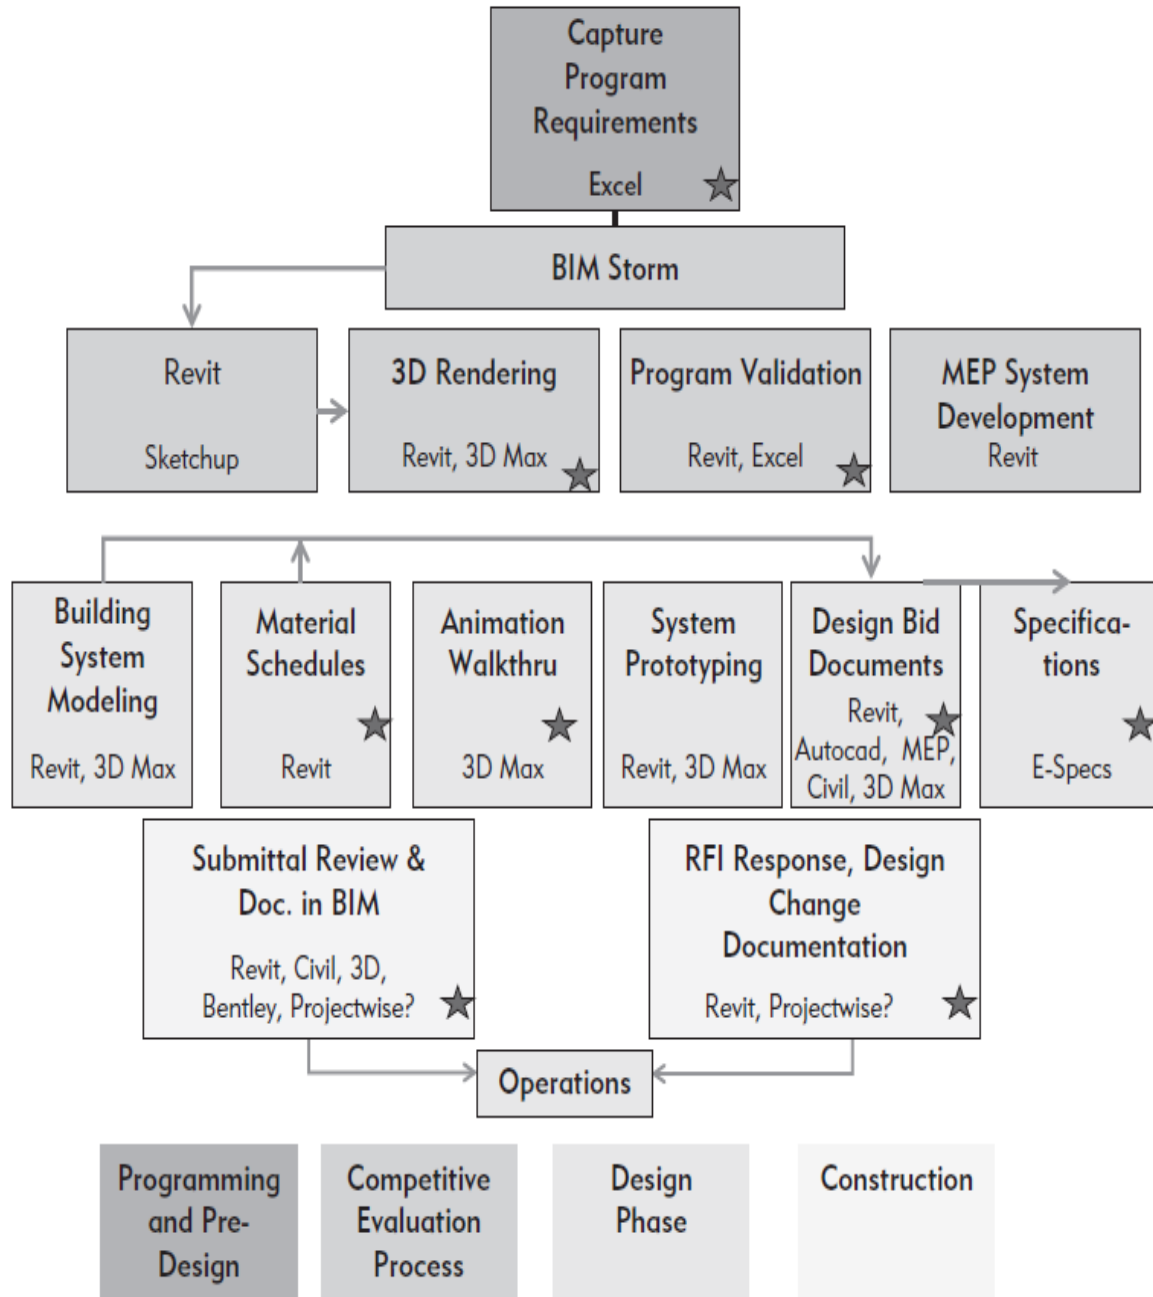 Capture
Program
Requirements
Excel
BIM Storm
Revit
Sketchup
3D Rendering
Revit, 3D Max
Program Validation
Revit, Excel
MEP System
Development
Revit
Building
System
Modeling
Revit, 3D Max
Material
Schedules
Revit
Animation
Walkthru
3D Max
System
Prototyping
Revit, 3D Max
Design Bid
Documents
Revit,
Autocad, MEP,
Civil, 3D Max
Specifica-
tions
E-Specs
Submittal Review &
Doc. in BIM
Revit, Civil, 3D,
Bentley, Projectwise?
RFI Response, Design
Change
Documentation
Revit, Projectwise?
Operations
Programming
and Pre-
Design
Competitive
Evaluation
Process
Design
Phase
Construction